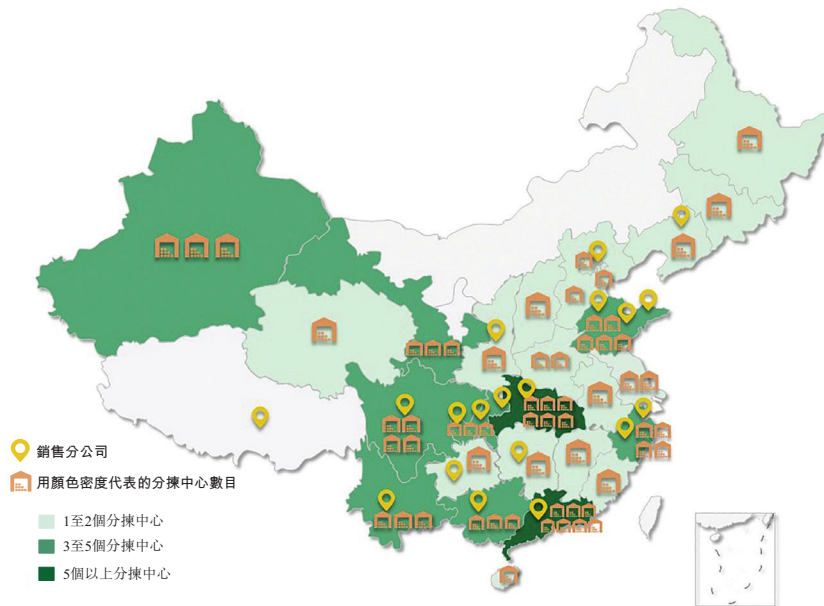 銷售分公司
用顏色密度代表的分揀中心數目
1至2個分揀中心
3至5個分揀中心
5個以上分揀中心